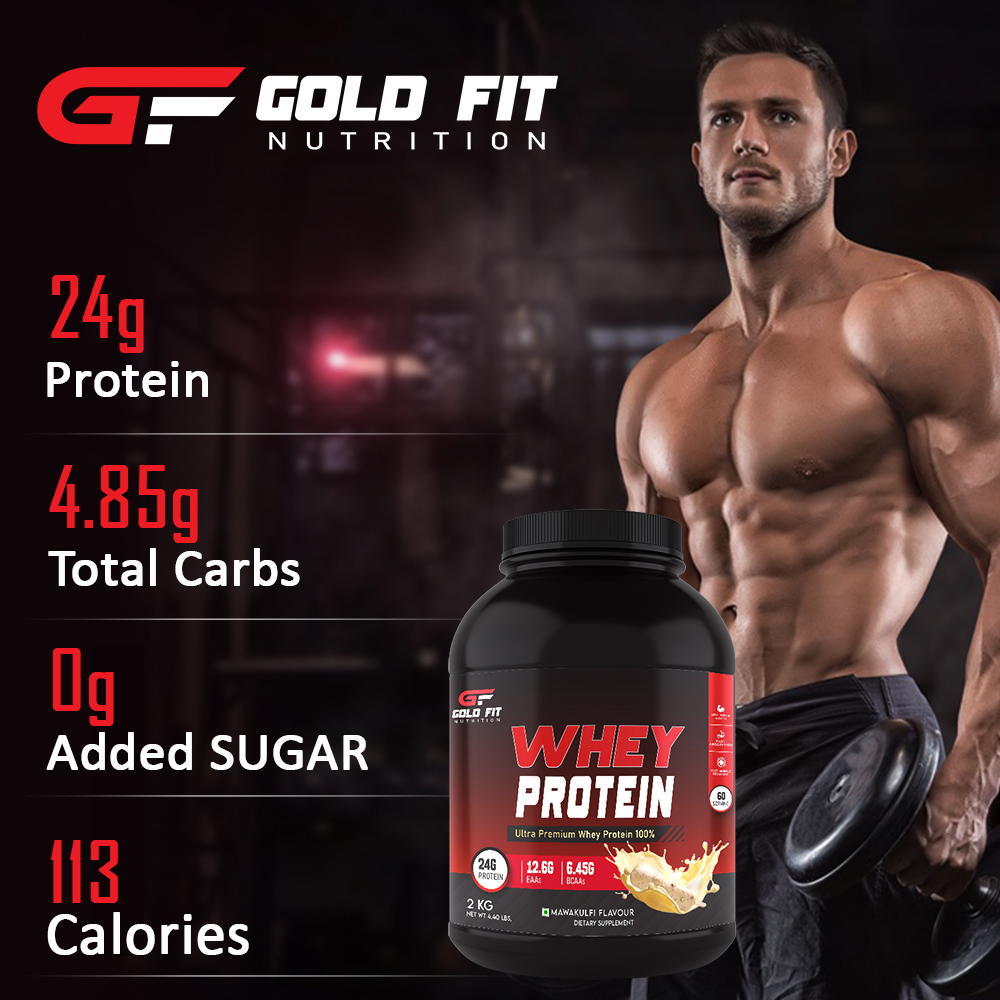 GF GOLD FIT
NUTRITION
24g
Protein
4.85g
Total Carbs
0g
Added SUGAR
113
Calories
GF
GOLD FIT
NUTRITION
WHEY
PROTEIN
Ultra Premium Whey Protein 100%
24G
PROTEIN
12.6G
EAAs
6.45G
BCAAs
60
2 KG
NET WT 4.40 LBS.
MAWAKULFI FLAVOUR
DIETARY SUPPLEMENT